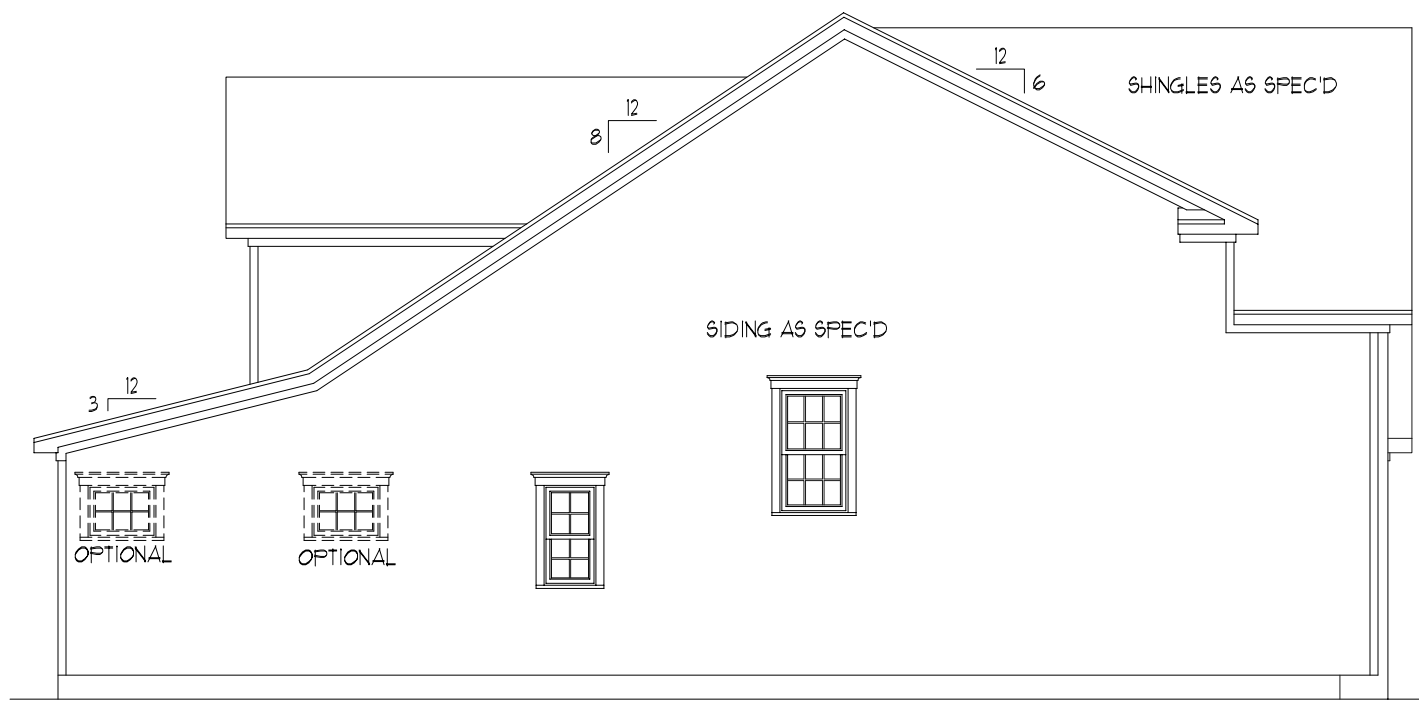 12
6
SHINGLES AS SPEC'D
12
8
SIDING AS SPEC'D
12
3
OPTIONAL
OPTIONAL